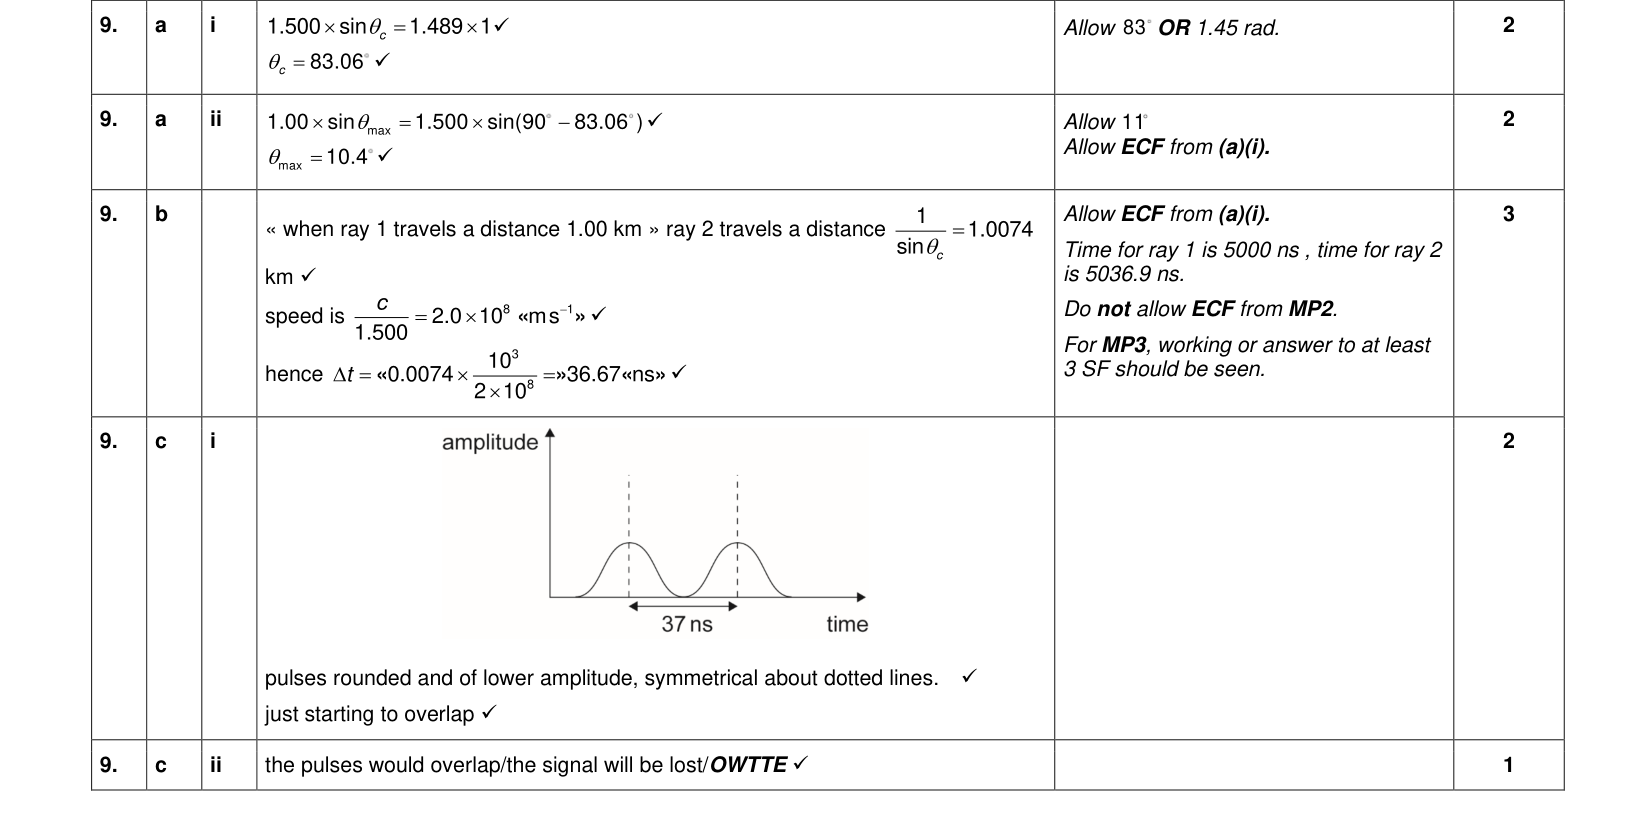 9. a i 1.500 × sin θc = 1.489 × 1 ✓ Allow 83° OR 1.45 rad. 2
θc = 83.06° ✓
9. a ii 1.00 × sin θmax = 1.500 × sin(90° − 83.06°) ✓ Allow 11° 2
θmax = 10.4° ✓ Allow ECF from (a)(i).
9. b « when ray 1 travels a distance 1.00 km » ray 2 travels a distance 1/sin θc = 1.0074 Allow ECF from (a)(i). 3
km ✓
Time for ray 1 is 5000 ns , time for ray 2
is 5036.9 ns.
speed is c/1.500 = 2.0 × 10⁸ «m s⁻¹» ✓ Do not allow ECF from MP2.
hence Δt = «0.0074 × 10³/2 × 10⁸ =»36.67«ns» ✓ For MP3, working or answer to at least
3 SF should be seen.
9. c i 2
amplitude
37 ns time
pulses rounded and of lower amplitude, symmetrical about dotted lines. ✓
just starting to overlap ✓
9. c ii the pulses would overlap/the signal will be lost/OWTTE ✓ 1